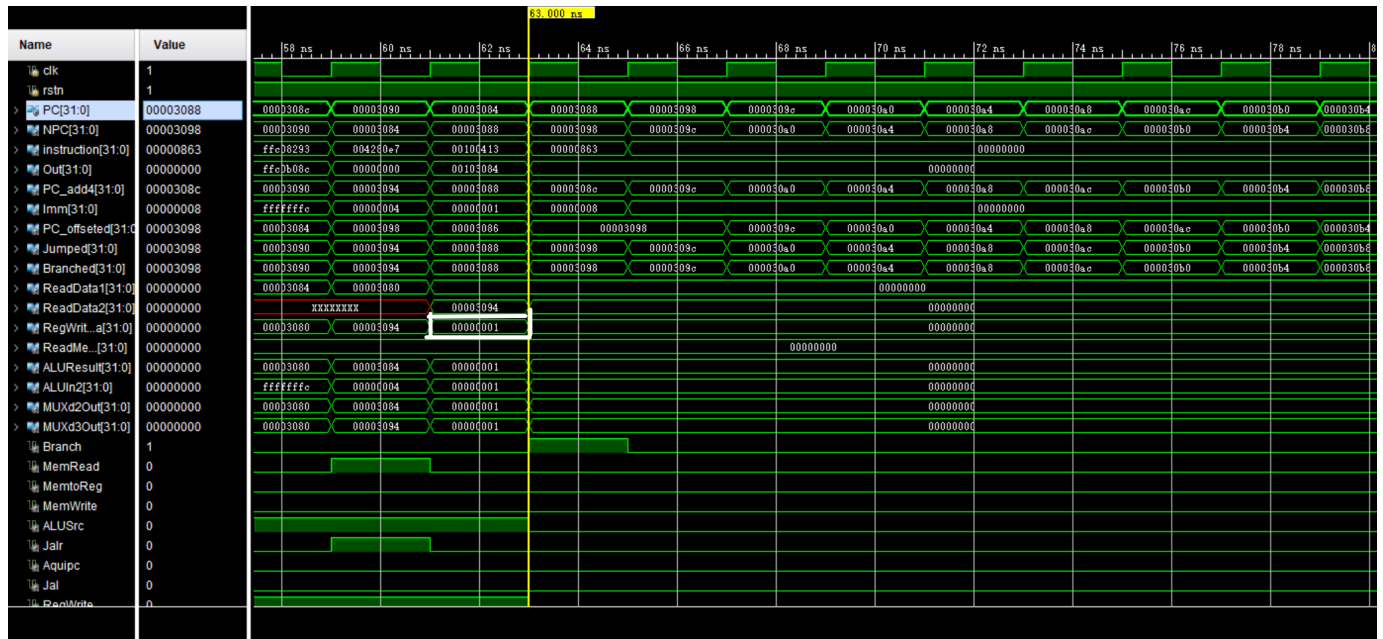 63.000 ns
Name Value 58 ns 60 ns 62 ns 64 ns 66 ns 68 ns 70 ns 72 ns 74 ns 76 ns 78 ns 8
clk 1
rstn 1
PC[31:0] 00003088 0000308c 00003090 00003084 00003088 00003098 0000309c 000030a0 000030a4 000030a8 000030ac 000030b0 000030b4
NPC[31:0] 00003098 00003090 00003084 00003088 00003098 0000309c 000030a0 000030a4 000030a8 000030ac 000030b0 000030b4 000030b8
instruction[31:0] 00000863 ffc08293 004280e7 00100413 00000863 00000000
Out[31:0] 00000000 ffc0b08c 00000000 00103084 00000000
PC_add4[31:0] 0000308c 00003090 00003094 00003088 0000308c 0000309c 000030a0 000030a4 000030a8 000030ac 000030b0 000030b4 000030b8
Imm[31:0] 00000008 fffffffc 00000004 00000001 00000008 00000000
PC_offseted[31:0 00003098 00003084 00003098 00003086 00003098 0000309c 000030a0 000030a4 000030a8 000030ac 000030b0 000030b4
Jumped[31:0] 00003098 00003090 00003094 00003088 00003098 0000309c 000030a0 000030a4 000030a8 000030ac 000030b0 000030b4 000030b8
Branched[31:0] 00003098 00003090 00003094 00003088 00003098 0000309c 000030a0 000030a4 000030a8 000030ac 000030b0 000030b4 000030b8
ReadData1[31:0] 00000000 00003084 00003080 00000000
ReadData2[31:0] 00000000 XXXXXXXX 00003094 00000000
RegWrit...a[31:0] 00000000 00003080 00003094 00000001 00000000
ReadMe...[31:0] 00000000 00000000
ALUResult[31:0] 00000000 00003080 00003084 00000001 00000000
ALUIn2[31:0] 00000000 fffffffc 00000004 00000001 00000000
MUXd2Out[31:0] 00000000 00003080 00003084 00000001 00000000
MUXd3Out[31:0] 00000000 00003080 00003094 00000001 00000000
Branch 1
MemRead 0
MemtoReg 0
MemWrite 0
ALUSrc 0
Jalr 0
Aquipc 0
Jal 0
RegWrite 0